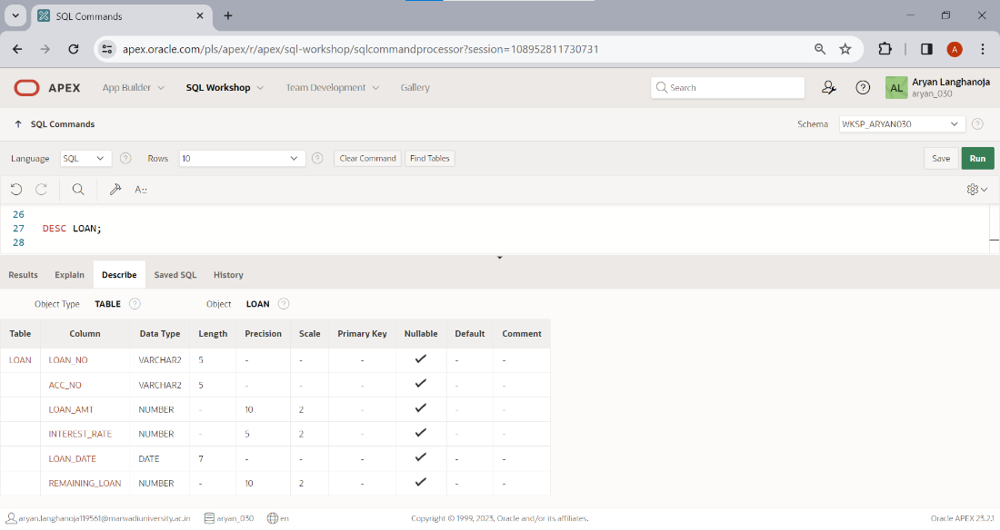 SQL Commands
apex.oracle.com/pls/apex/r/apex/sql-workshop/sqlcommandprocessor?session=108952811730731
A
APEX App Builder SQL Workshop Team Development Gallery Search AL Aryan Langhanoja
aryan_030
SQL Commands Schema WKSP_ARYAN030
Language SQL Rows 10 Clear Command Find Tables Save Run
A::
26
27 DESC LOAN;
28
Results Explain Describe Saved SQL History
Object Type TABLE Object LOAN
Table Column Data Type Length Precision Scale Primary Key Nullable Default Comment
LOAN LOAN_NO VARCHAR2 5 - - - ✓ - -
ACC_NO VARCHAR2 5 - - - ✓ - -
LOAN_AMT NUMBER - 10 2 - ✓ - -
INTEREST_RATE NUMBER - 5 2 - ✓ - -
LOAN_DATE DATE 7 - - - ✓ - -
REMAINING_LOAN NUMBER - 10 2 - ✓ - -
aryan.langhanoja119561@marwadiuniversity.ac.in aryan_030 en Copyright © 1999, 2023, Oracle and/or its affiliates. Oracle APEX 23.2.1